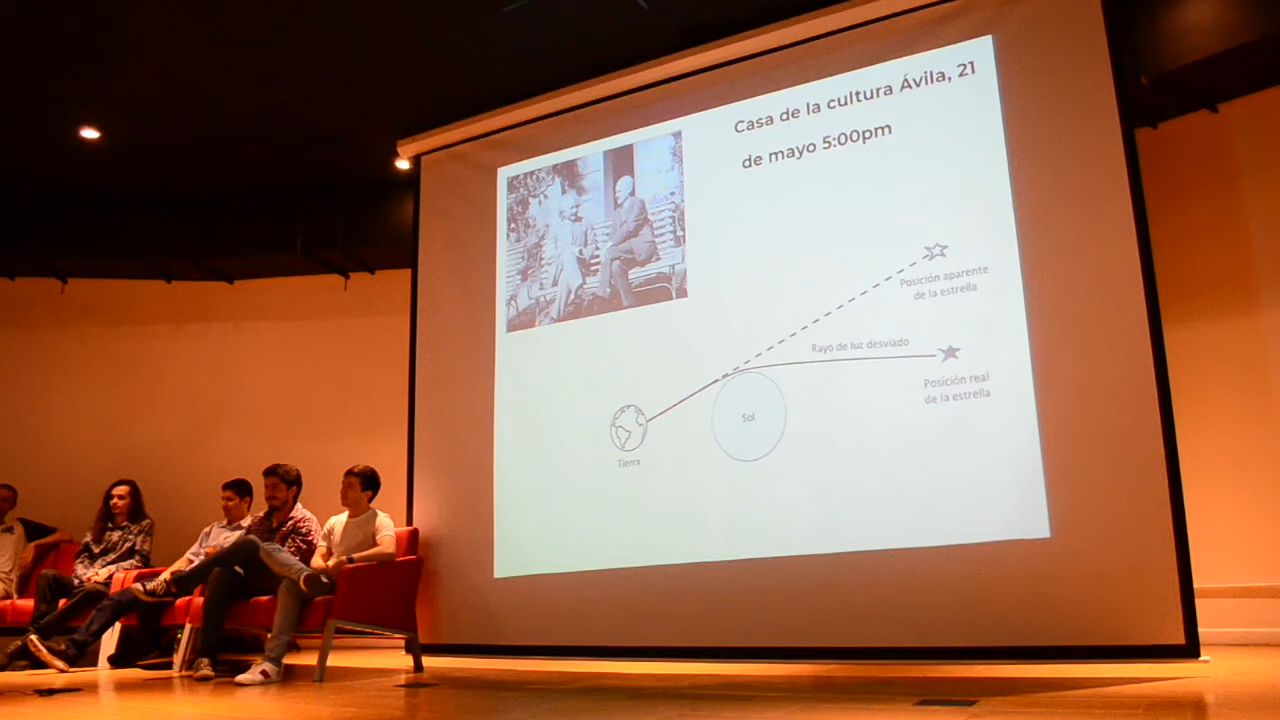 Casa de la cultura Ávila, 21
de mayo 5:00pm
Posición aparente
de la estrella
Rayo de luz desviado
Posición real
de la estrella
Sol
Tierra